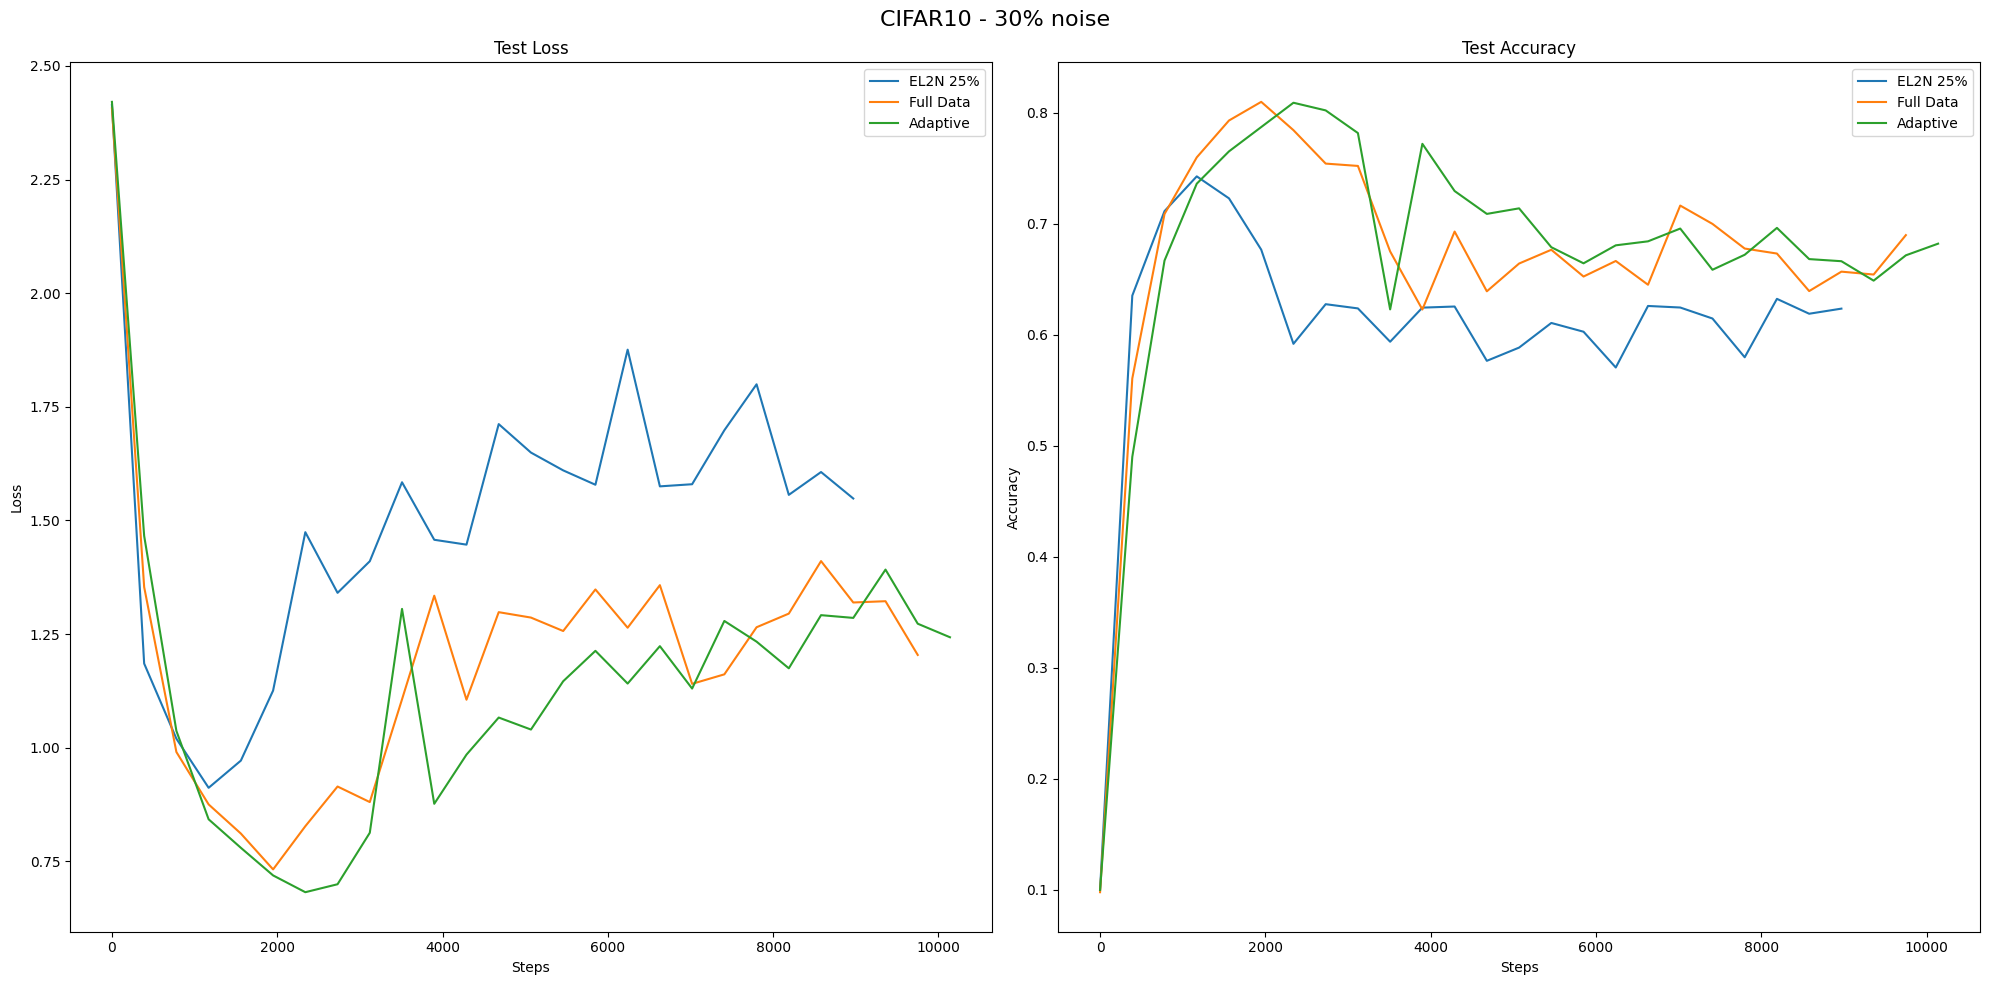 CIFAR10 - 30% noise
Test Loss
2.50
2.25
2.00
1.75
1.50
1.25
1.00
0.75
Loss
0 2000 4000 6000 8000 10000
Steps
EL2N 25%
Full Data
Adaptive
Test Accuracy
0.8
0.7
0.6
0.5
0.4
0.3
0.2
0.1
Accuracy
0 2000 4000 6000 8000 10000
Steps
EL2N 25%
Full Data
Adaptive